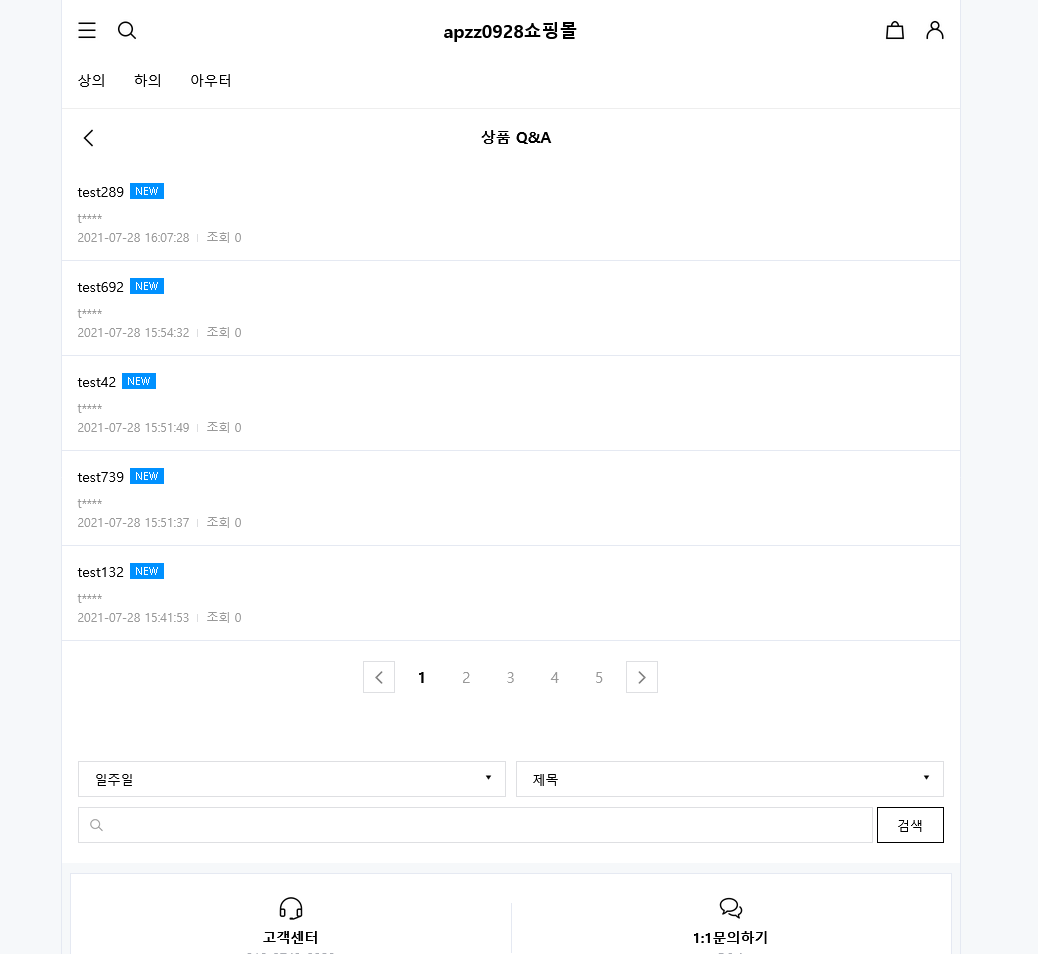 apzz0928쇼핑몰
상의 하의 아우터
상품 Q&A
test289 NEW
t****
2021-07-28 16:07:28 조회 0
test692 NEW
t****
2021-07-28 15:54:32 조회 0
test42 NEW
t****
2021-07-28 15:51:49 조회 0
test739 NEW
t****
2021-07-28 15:51:37 조회 0
test132 NEW
t****
2021-07-28 15:41:53 조회 0
1 2 3 4 5
일주일 제목
검색
고객센터 1:1문의하기